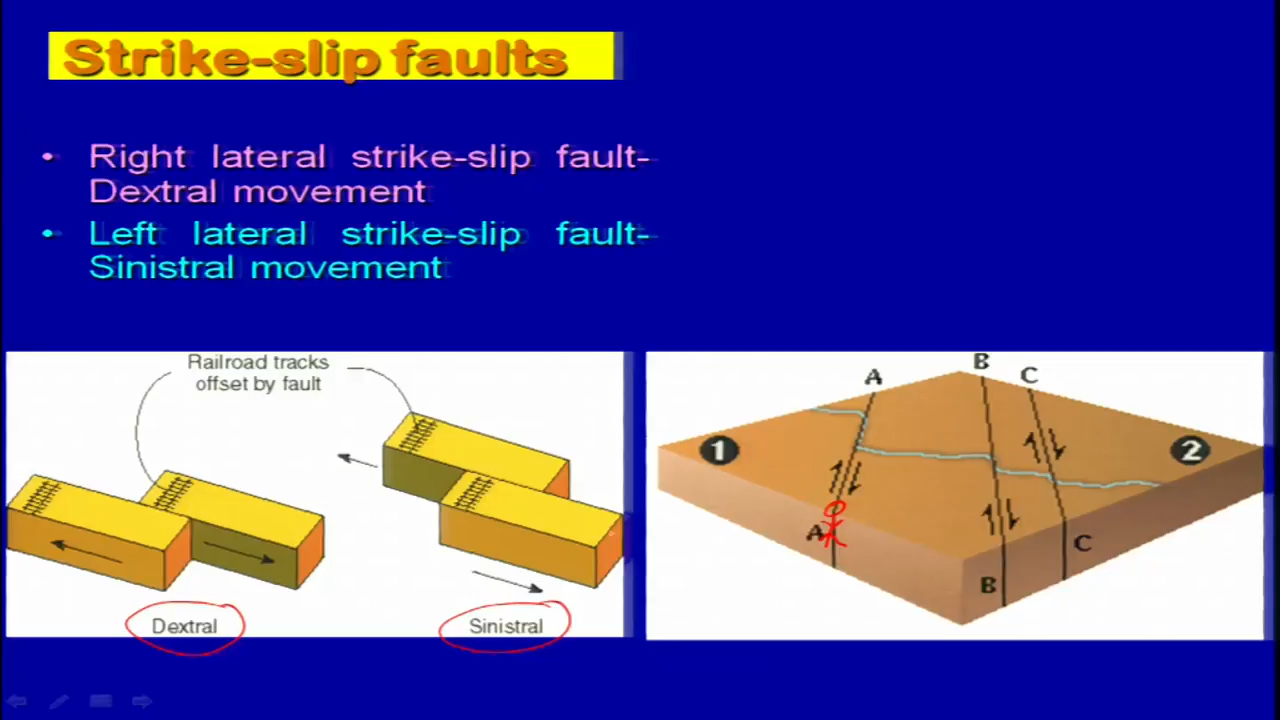 Strike-slip faults
• Right lateral strike-slip fault-
Dextral movement
• Left lateral strike-slip fault-
Sinistral movement
Railroad tracks
offset by fault
Dextral
Sinistral
A
B
C
1
2
A
B
C